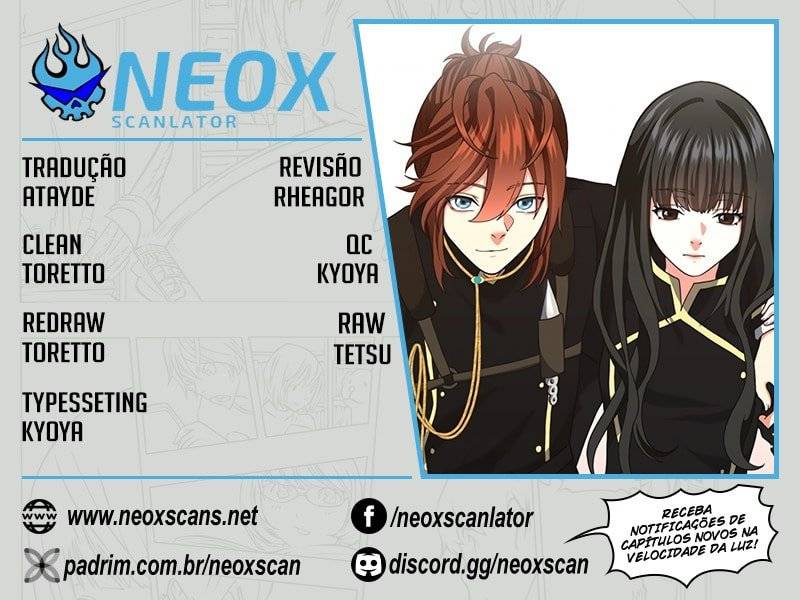 NEOX
SCANLATOR
TRADUÇÃO
ATAYDE
REVISÃO
RHEAGOR
CLEAN
TORETTO
QC
KYOYA
REDRAW
TORETTO
RAW
TETSU
TYPESSETING
KYOYA
www
www.neoxscans.net
/neoxscanlator
padrim.com.br/neoxscan
discord.gg/neoxscan
RECEBA
NOTIFICAÇÕES DE
CAPÍTULOS NOVOS NA
VELOCIDADE DA LUZ!